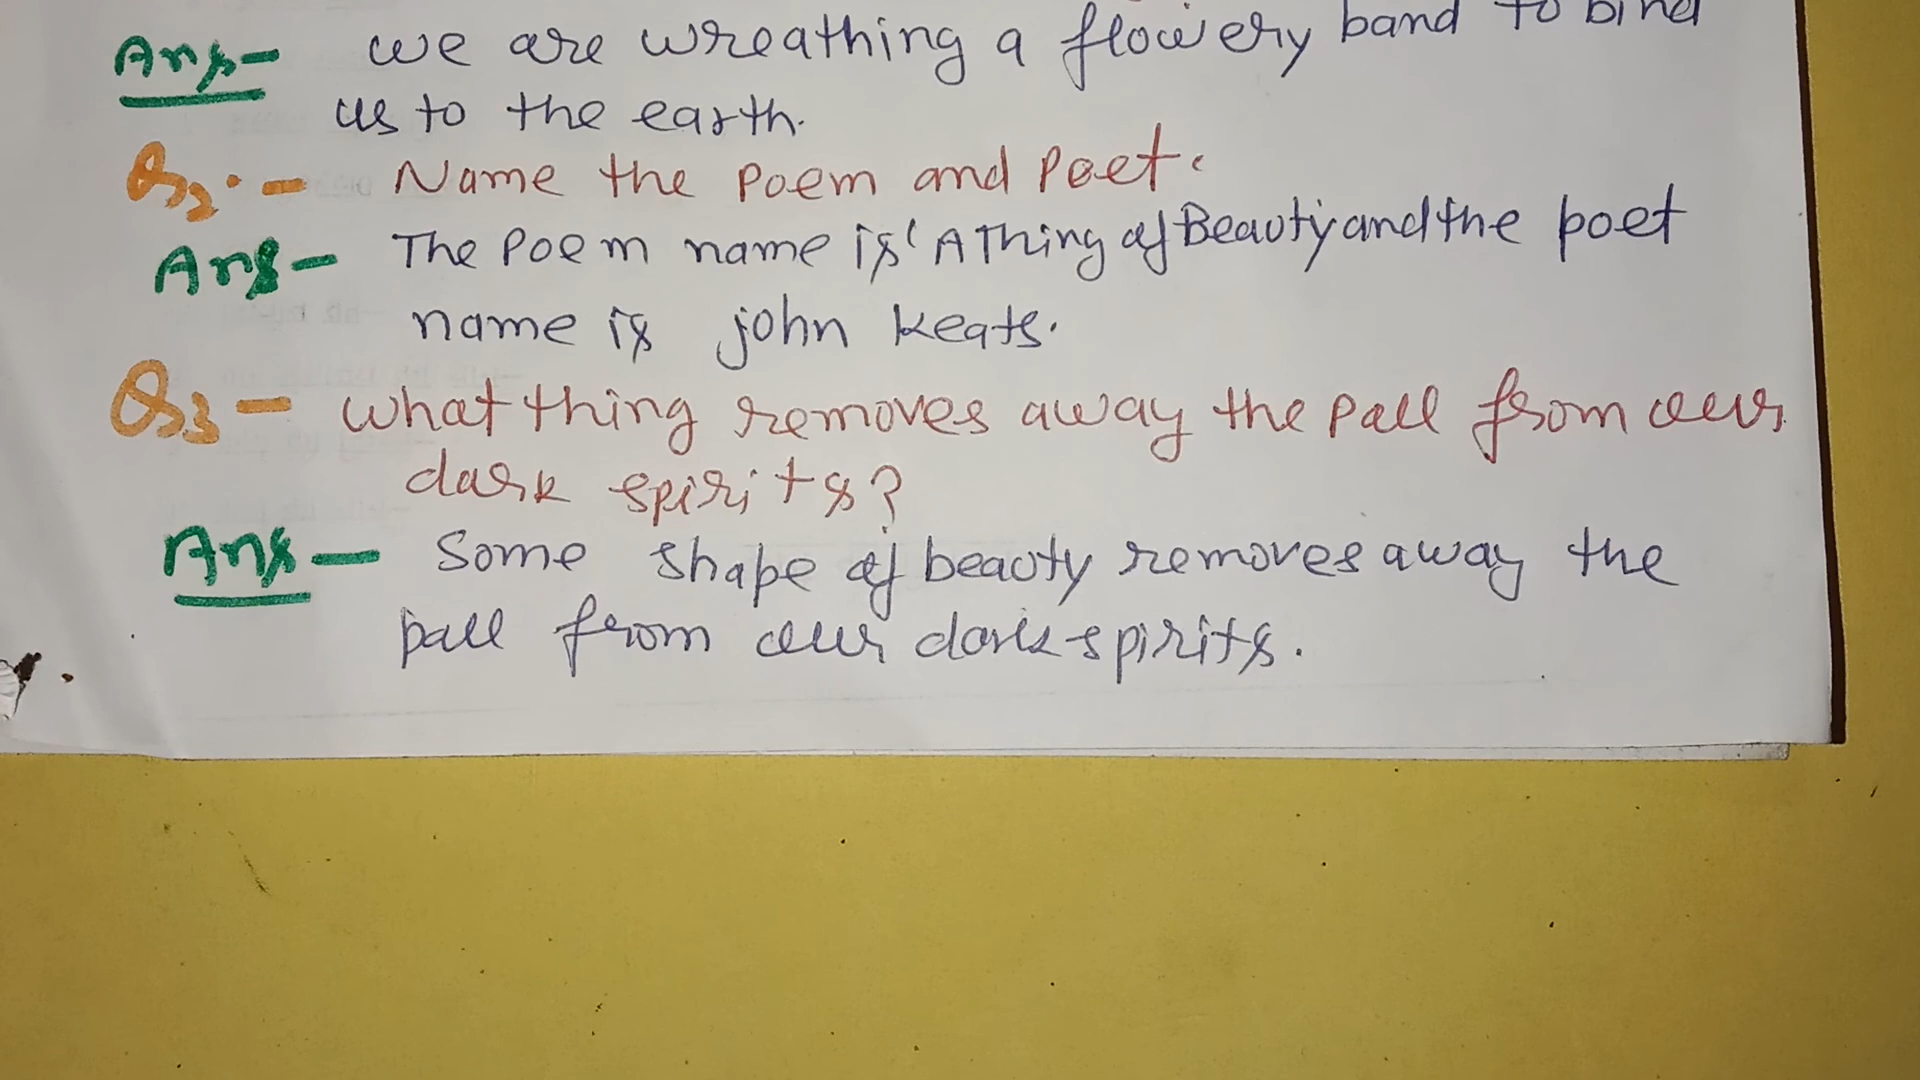 Ans- we are wreathing a flowery band to bind
us to the earth.
Qs2.- Name the Poem and Poet.
Ans- The Poem name is 'A Thing of Beauty and the poet
name is john keats.
Qs3- what thing removes away the pall from our
dark spirits?
Ans- Some shape of beauty removes away the
pall from our dark spirits.